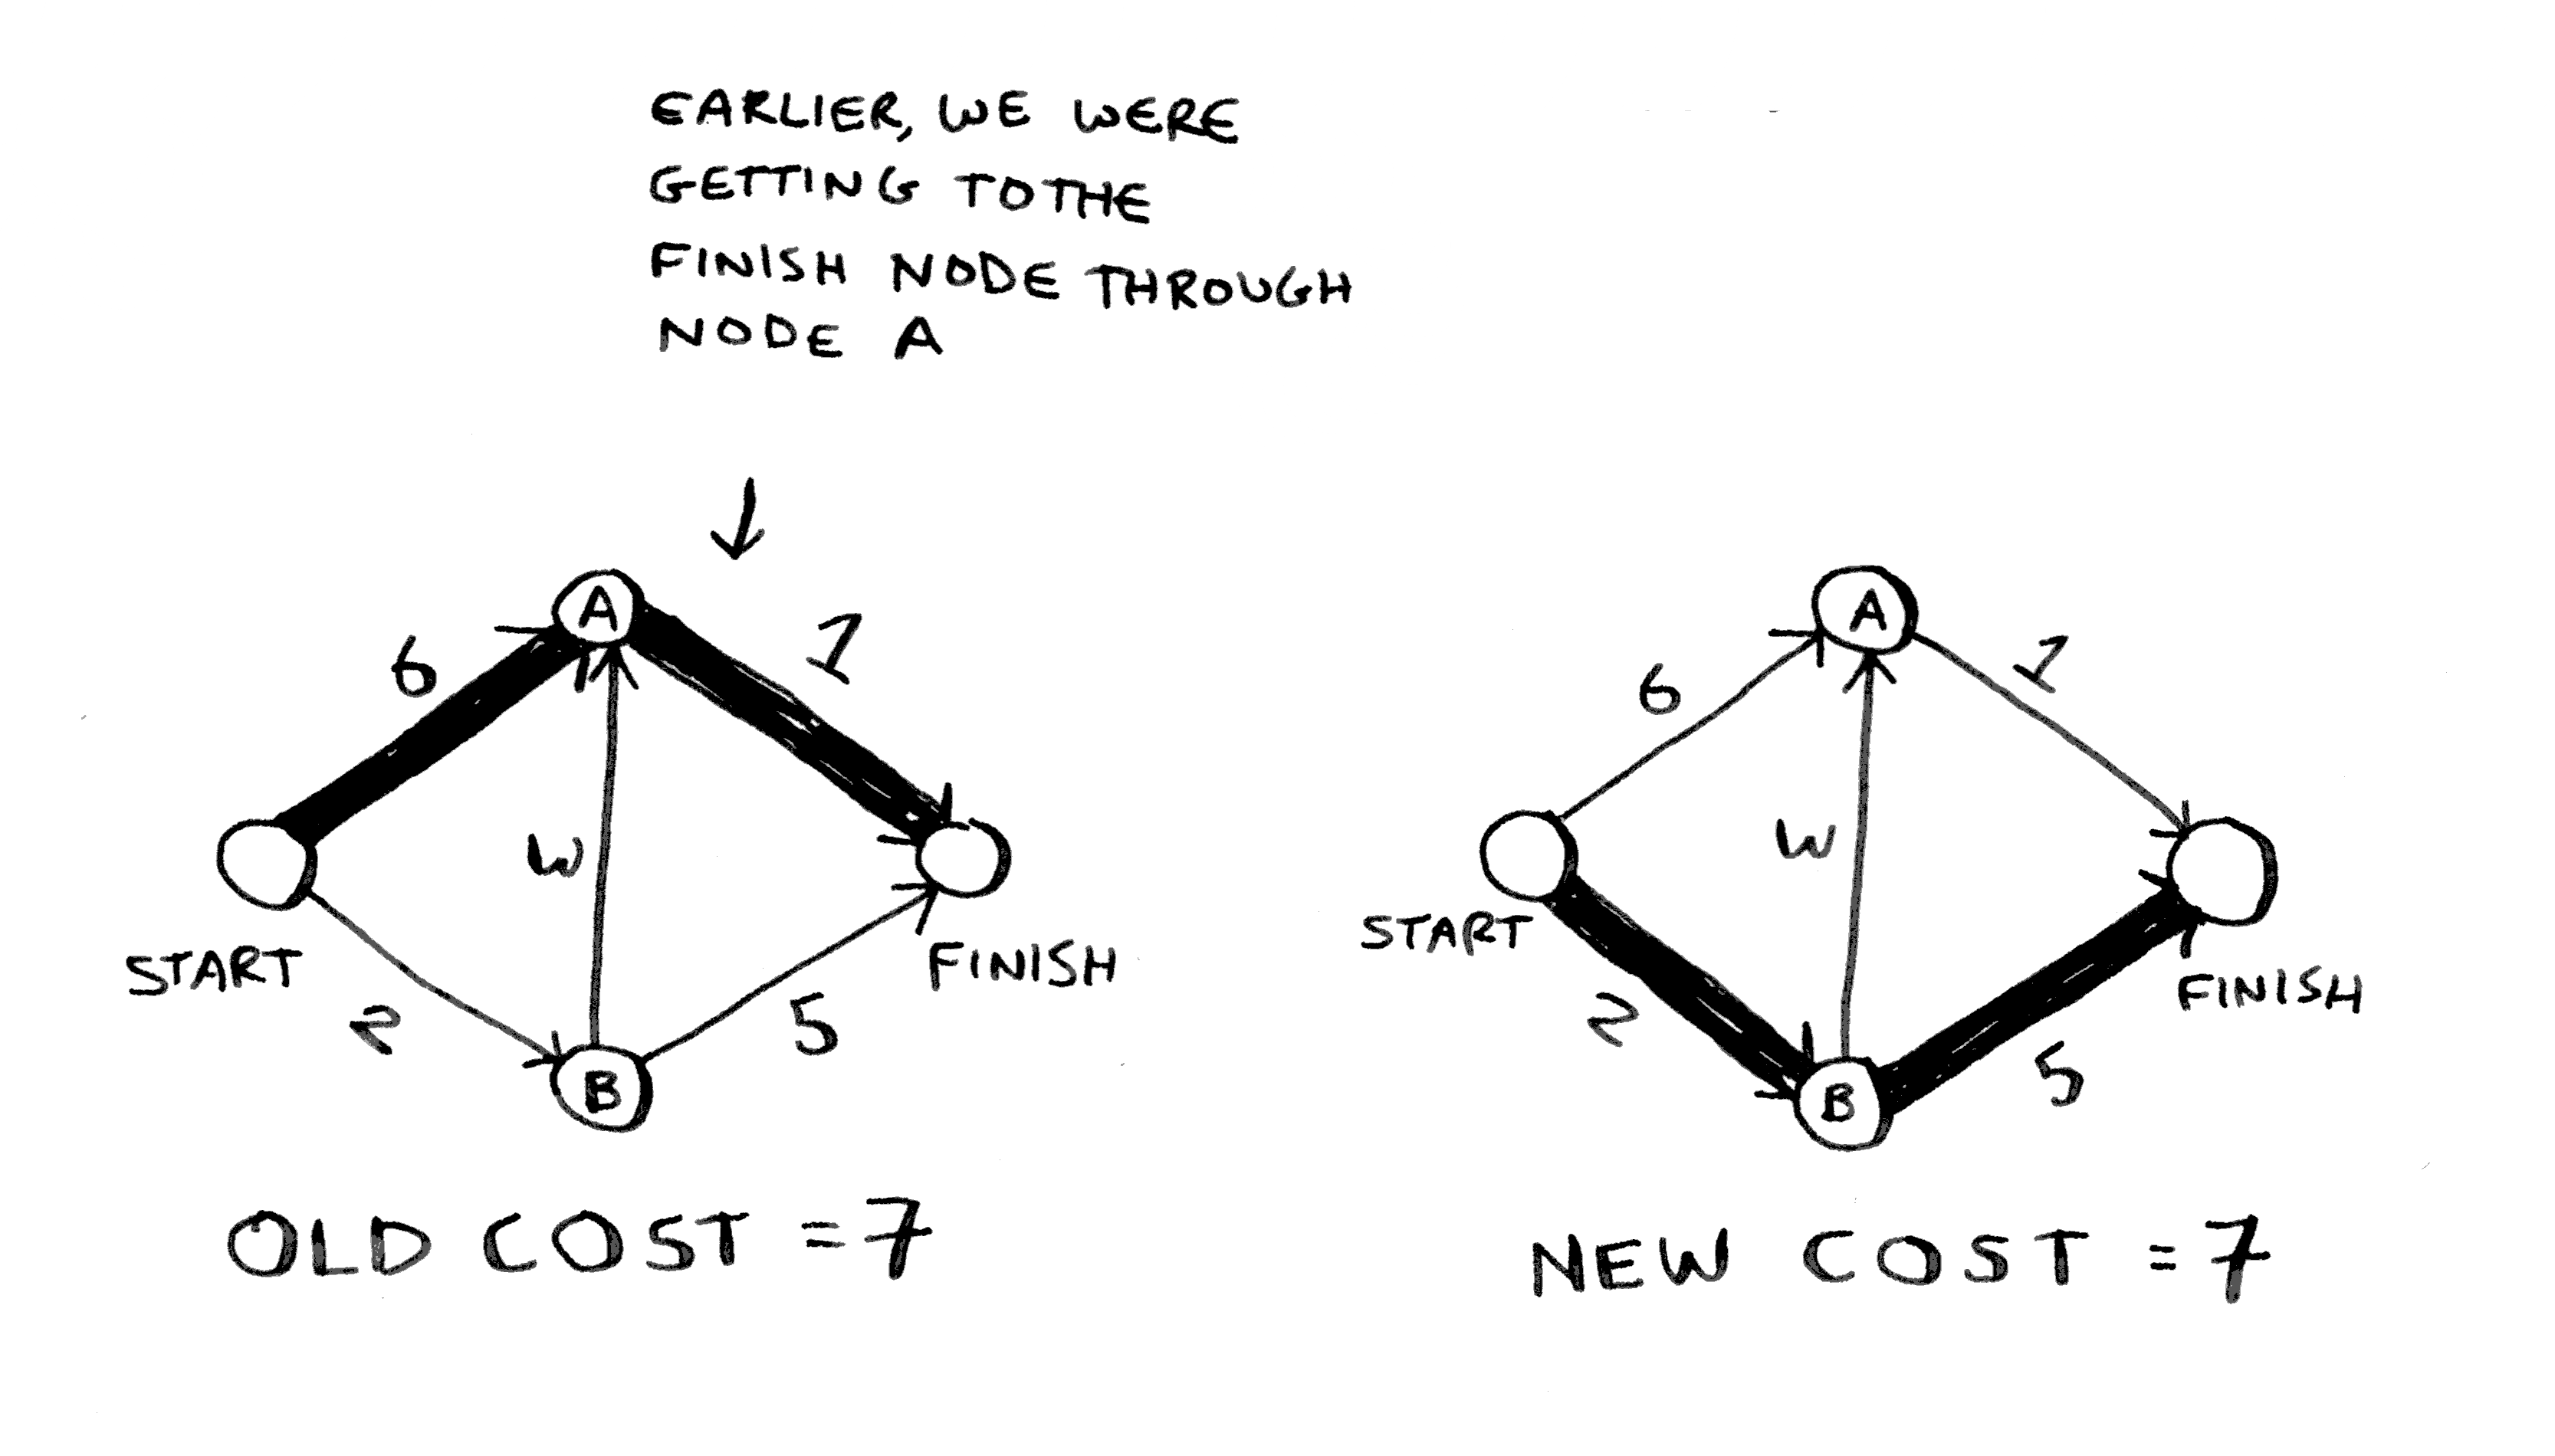 EARLIER, WE WERE
GETTING TO THE
FINISH NODE THROUGH
NODE A
A
6
1
W
START
FINISH
2
5
B
OLD COST = 7
A
6
1
W
START
FINISH
2
5
B
NEW COST = 7